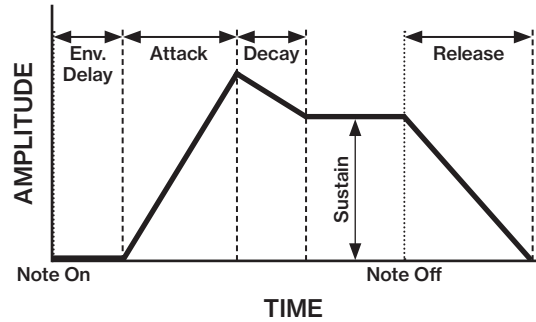 Env.
Delay
Attack
Decay
Release
AMPLITUDE
Sustain
Note On
Note Off
TIME